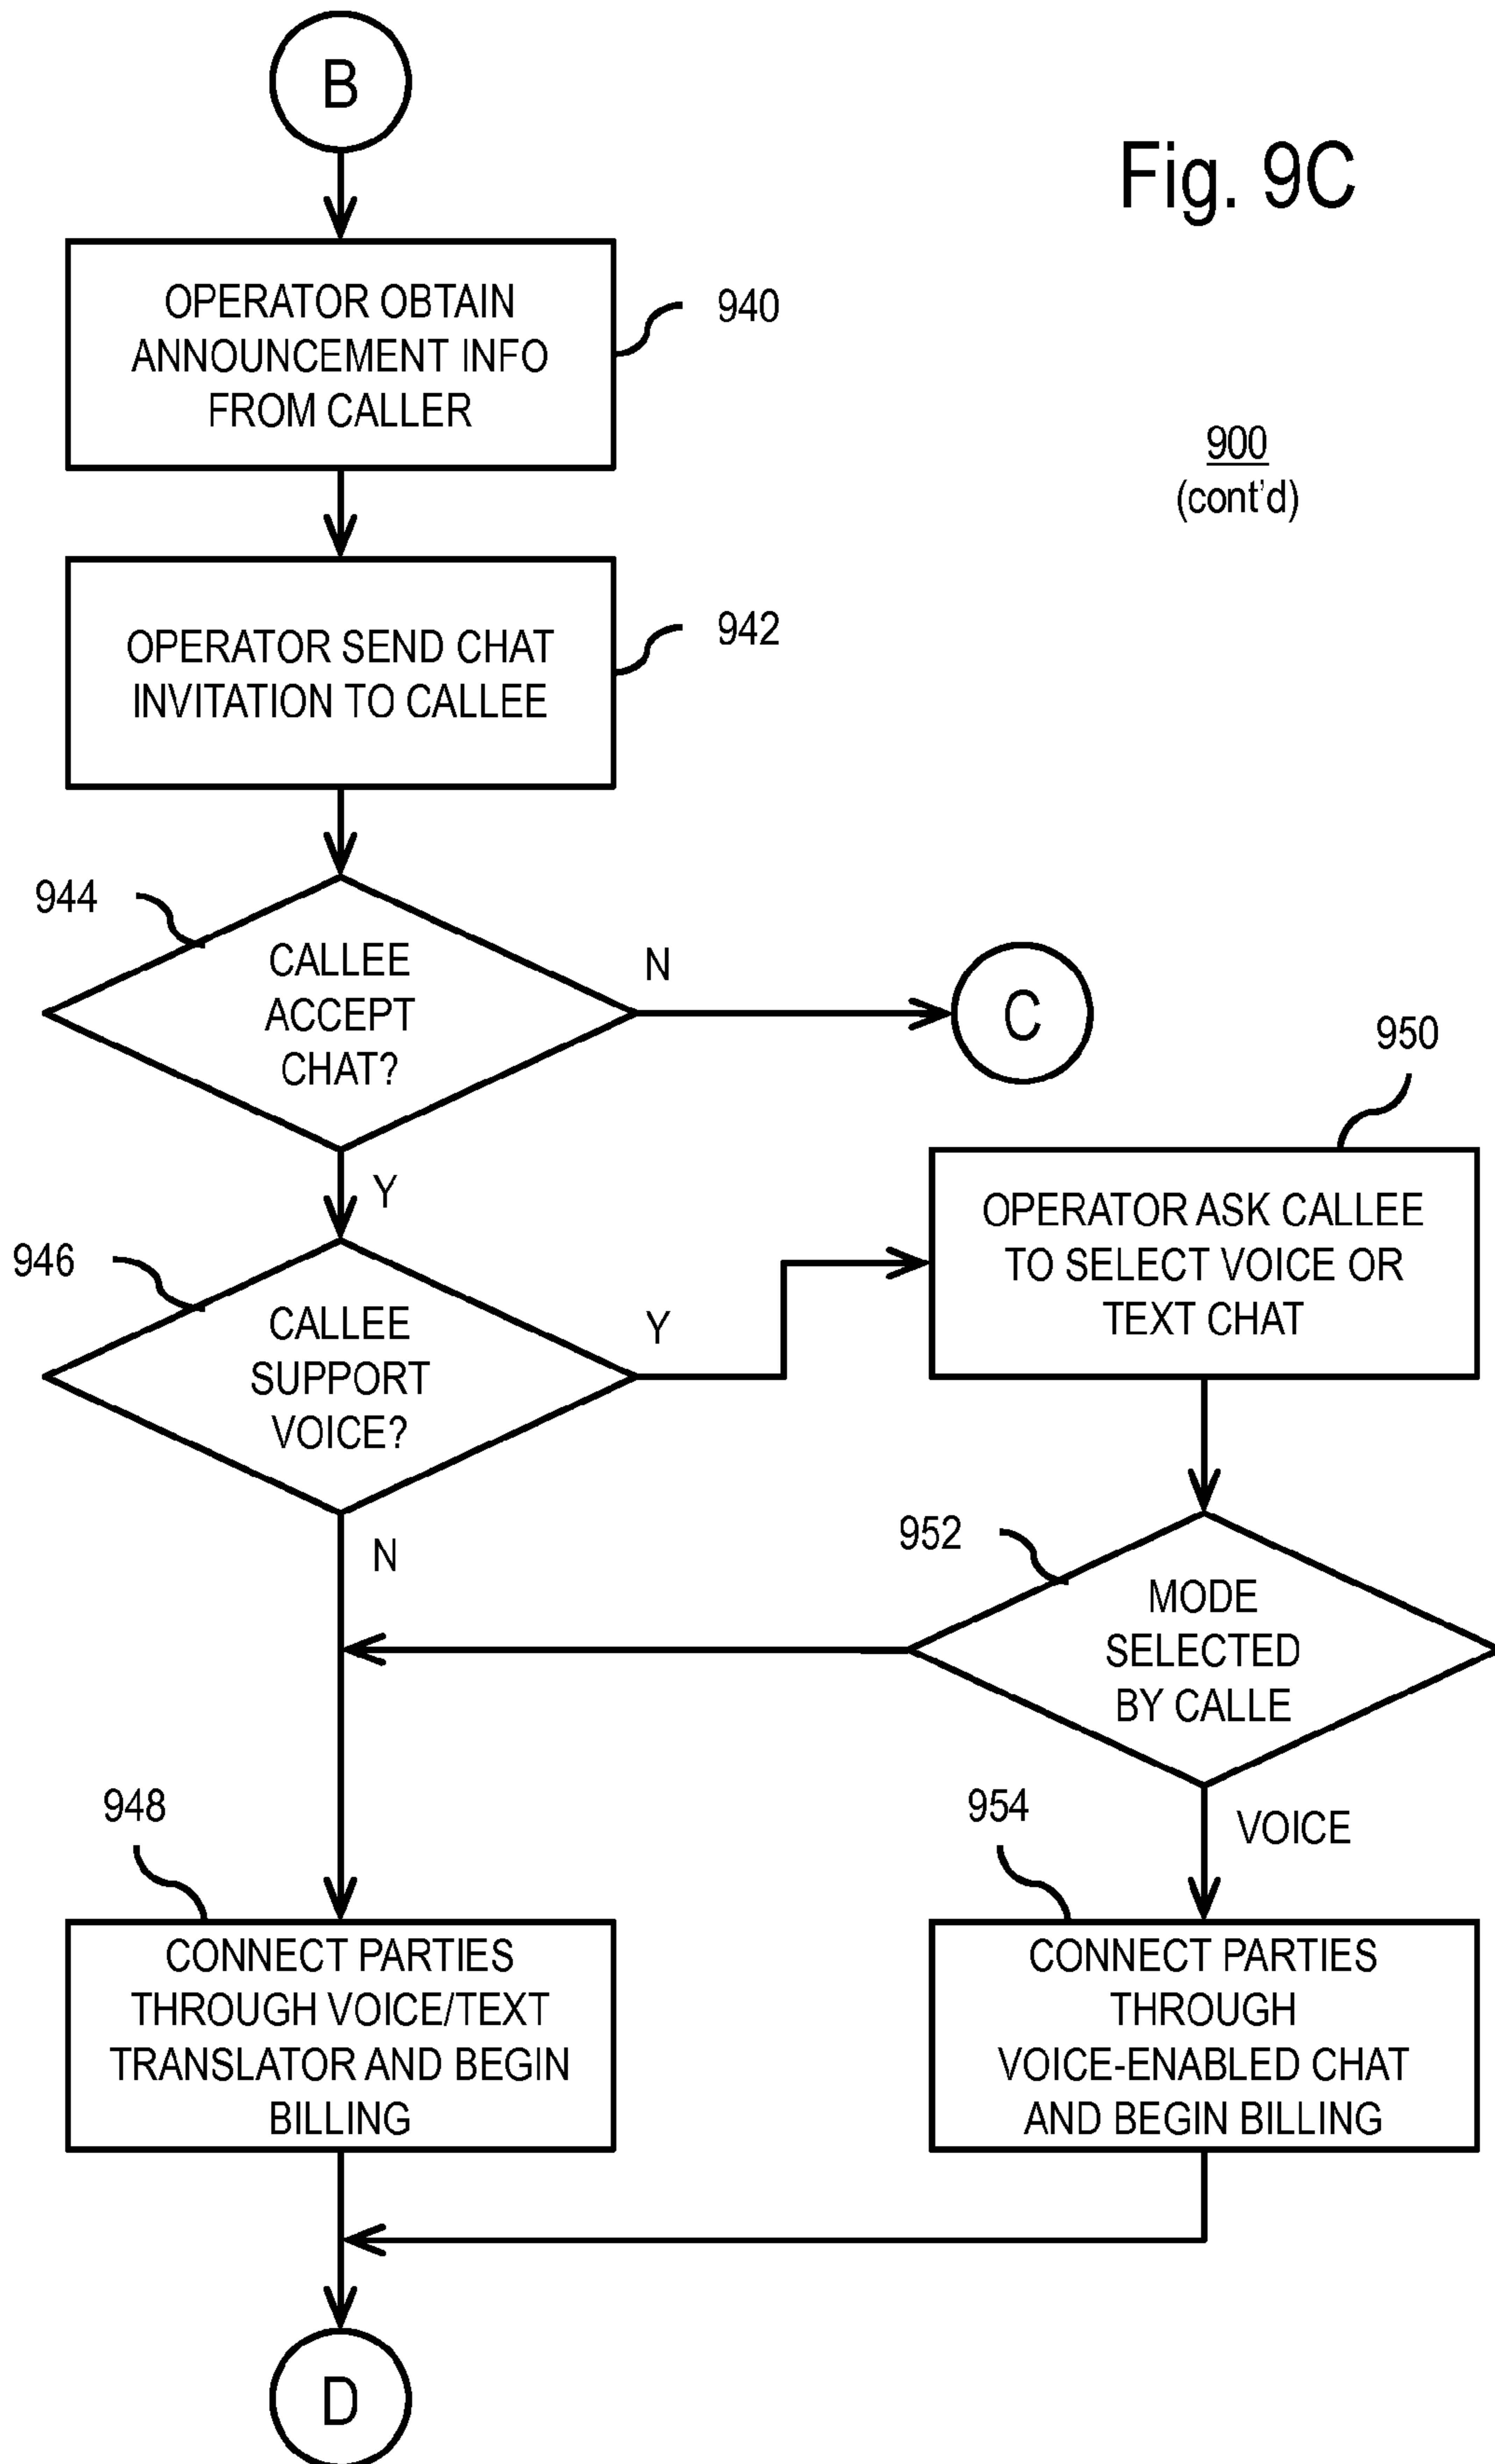 B
Fig. 9C
OPERATOR OBTAIN
ANNOUNCEMENT INFO
FROM CALLER
940
900
(cont'd)
OPERATOR SEND CHAT
INVITATION TO CALLEE
942
944
CALLEE
ACCEPT
CHAT?
N
C
Y
950
OPERATOR ASK CALLEE
TO SELECT VOICE OR
TEXT CHAT
946
CALLEE
SUPPORT
VOICE?
Y
N
952
MODE
SELECTED
BY CALLE
VOICE
948
CONNECT PARTIES
THROUGH VOICE/TEXT
TRANSLATOR AND BEGIN
BILLING
954
CONNECT PARTIES
THROUGH
VOICE-ENABLED CHAT
AND BEGIN BILLING
D